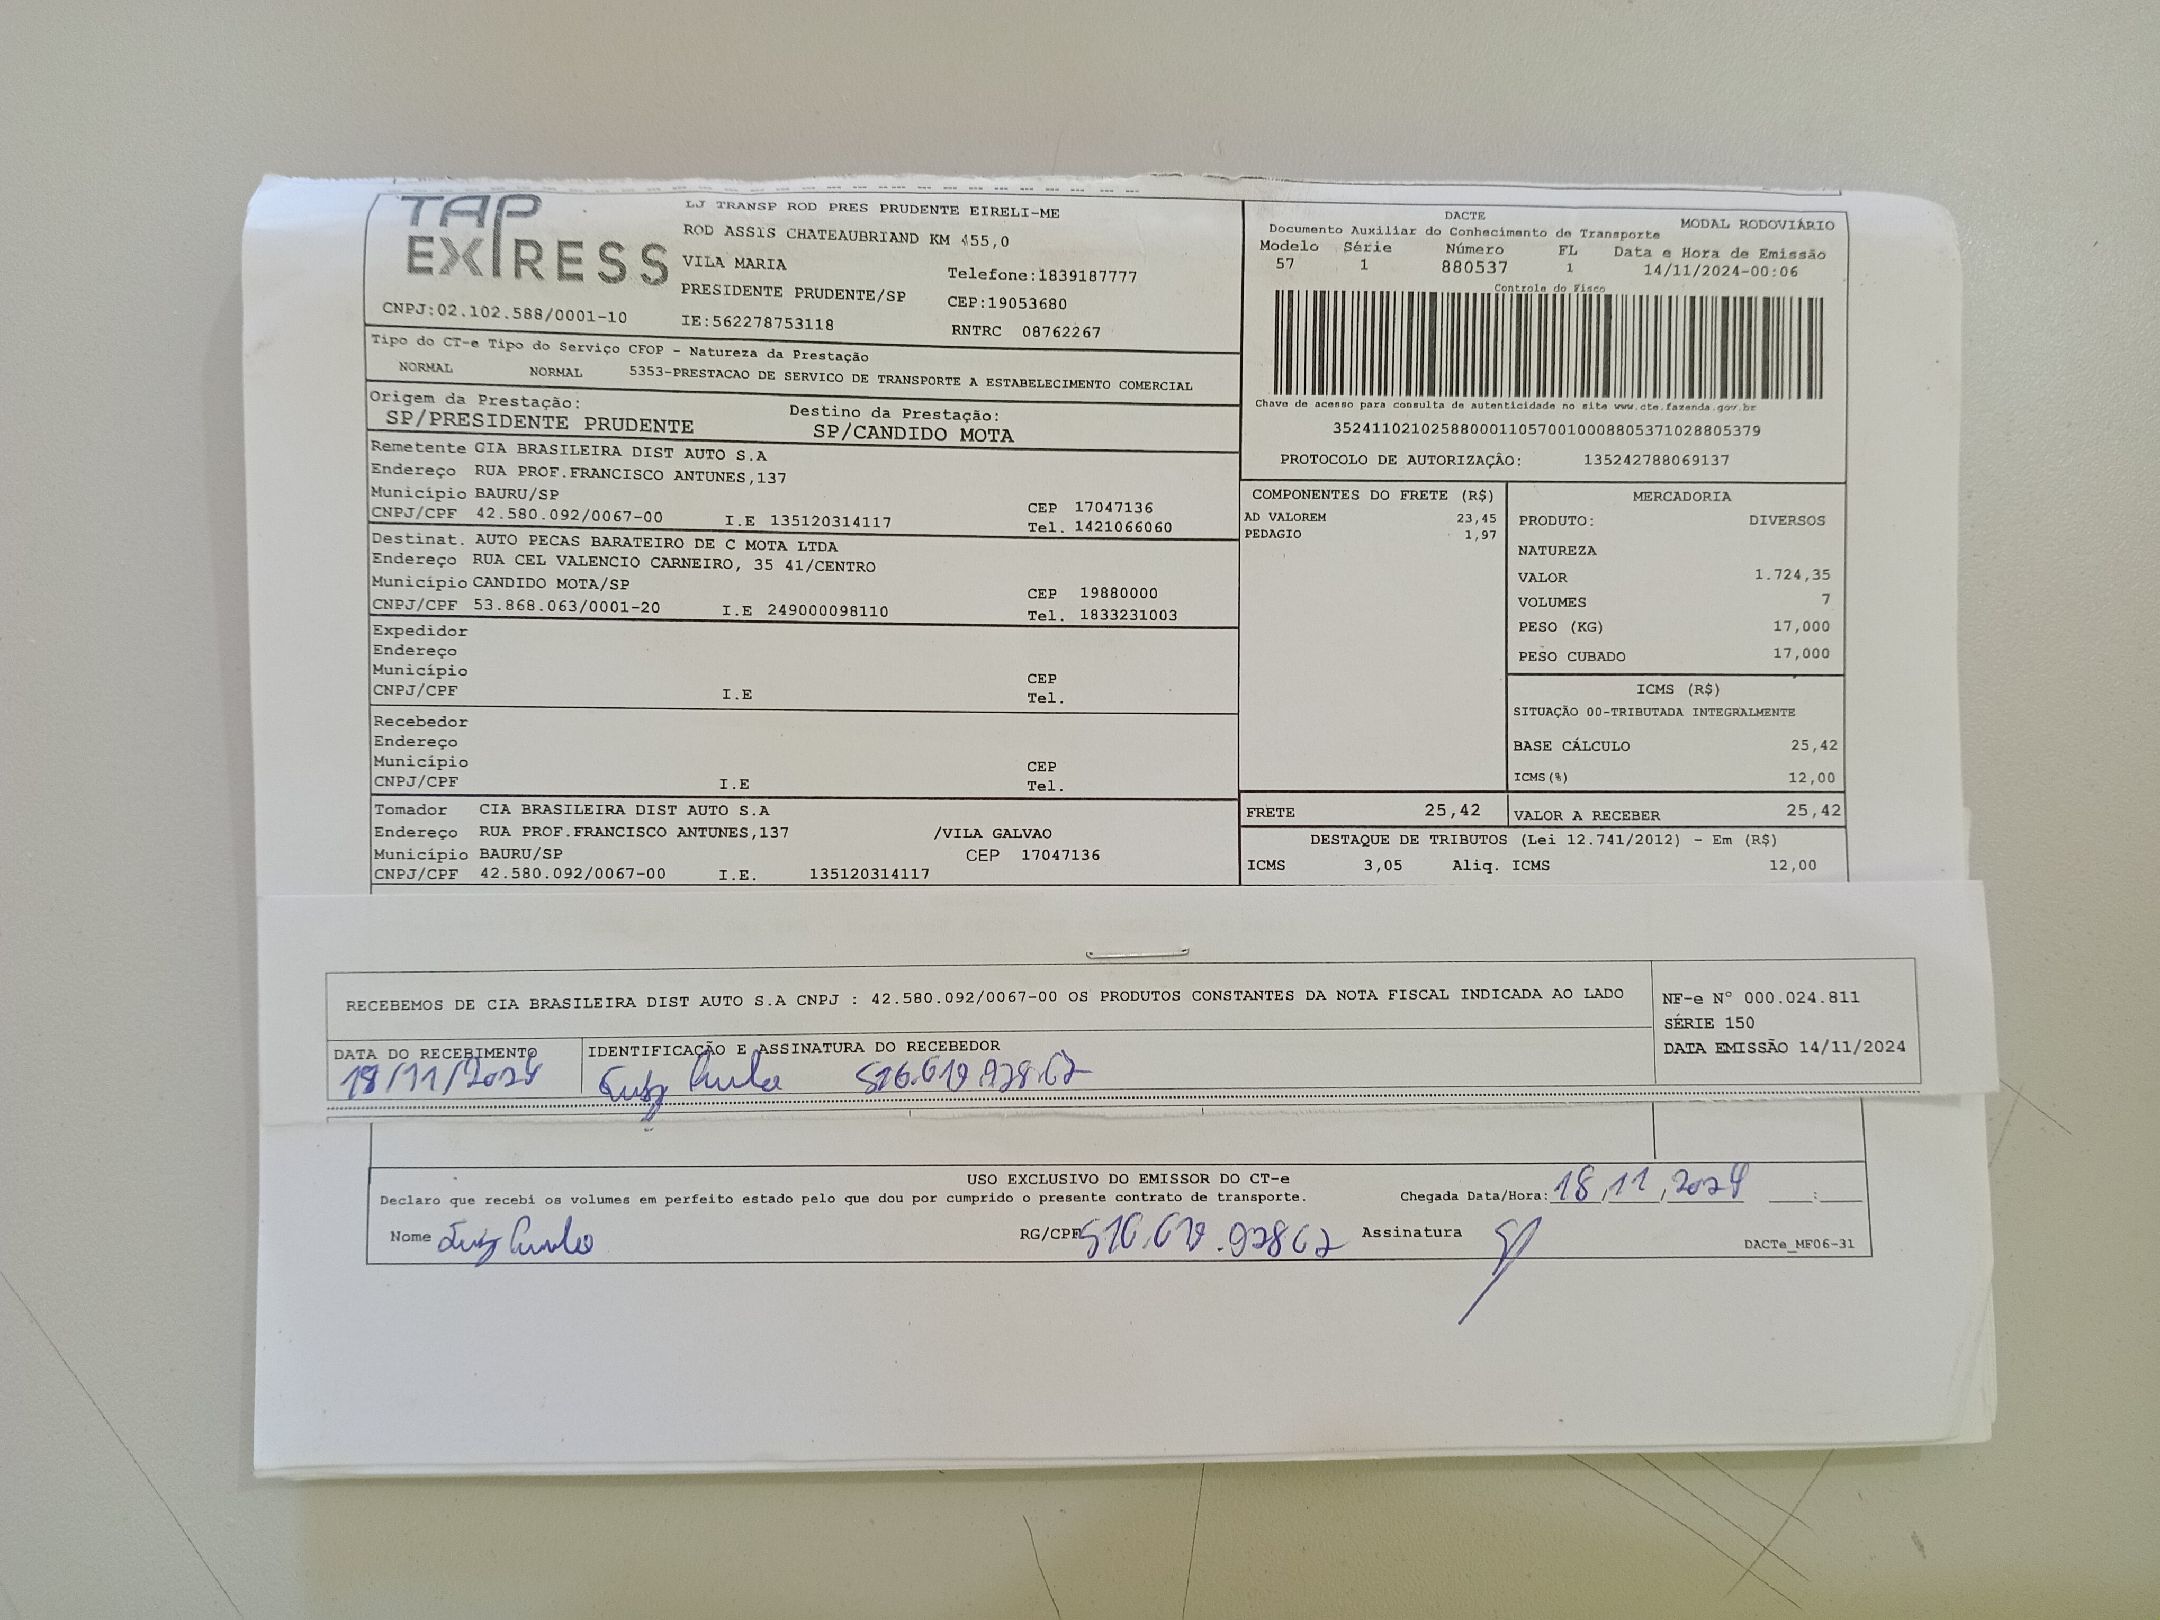 TAP
EXPRESS
CNPJ:02.102.588/0001-10
LJ TRANSP ROD PRES PRUDENTE EIRELI-ME
ROD ASSIS CHATEAUBRIAND KM 455,0
VILA MARIA
Telefone:1839187777
PRESIDENTE PRUDENTE/SP
CEP:19053680
IE:562278753118
RNTRC 08762267
DACTE
MODAL RODOVIÁRIO
Documento Auxiliar do Conhecimento de Transporte
Modelo Série Número FL Data e Hora de Emissão
57 1 880537 1 14/11/2024-00:06
Controle do Fisco
Chave de acesso para consulta de autenticidade no site www.cte.fazenda.gov.br
35241102102588000110570010008805371028805379
PROTOCOLO DE AUTORIZAÇÂO: 135242788069137
Tipo do CT-e Tipo do Serviço CFOP - Natureza da Prestação
NORMAL NORMAL 5353-PRESTACAO DE SERVICO DE TRANSPORTE A ESTABELECIMENTO COMERCIAL
Origem da Prestação: Destino da Prestação:
SP/PRESIDENTE PRUDENTE SP/CANDIDO MOTA
Remetente CIA BRASILEIRA DIST AUTO S.A
Endereço RUA PROF.FRANCISCO ANTUNES,137
Município BAURU/SP CEP 17047136
CNPJ/CPF 42.580.092/0067-00 I.E 135120314117 Tel. 1421066060
Destinat. AUTO PECAS BARATEIRO DE C MOTA LTDA
Endereço RUA CEL VALENCIO CARNEIRO, 35 41/CENTRO
Município CANDIDO MOTA/SP CEP 19880000
CNPJ/CPF 53.868.063/0001-20 I.E 249000098110 Tel. 1833231003
Expedidor
Endereço
Município CEP
CNPJ/CPF I.E Tel.
Recebedor
Endereço
Município CEP
CNPJ/CPF I.E Tel.
Tomador CIA BRASILEIRA DIST AUTO S.A
Endereço RUA PROF.FRANCISCO ANTUNES,137 /VILA GALVAO
Município BAURU/SP CEP 17047136
CNPJ/CPF 42.580.092/0067-00 I.E. 135120314117
COMPONENTES DO FRETE (R$)
AD VALOREM 23,45
PEDAGIO 1,97
MERCADORIA
PRODUTO: DIVERSOS
NATUREZA
VALOR 1.724,35
VOLUMES 7
PESO (KG) 17,000
PESO CUBADO 17,000
ICMS (R$)
SITUAÇÃO 00-TRIBUTADA INTEGRALMENTE
BASE CÁLCULO 25,42
ICMS(%) 12,00
FRETE 25,42 VALOR A RECEBER 25,42
DESTAQUE DE TRIBUTOS (Lei 12.741/2012) - Em (R$)
ICMS 3,05 Aliq. ICMS 12,00
RECEBEMOS DE CIA BRASILEIRA DIST AUTO S.A CNPJ : 42.580.092/0067-00 OS PRODUTOS CONSTANTES DA NOTA FISCAL INDICADA AO LADO
NF-e N° 000.024.811
SÉRIE 150
DATA EMISSÃO 14/11/2024
DATA DO RECEBIMENTO IDENTIFICAÇÃO E ASSINATURA DO RECEBEDOR
18/11/2024
USO EXCLUSIVO DO EMISSOR DO CT-e
Declaro que recebi os volumes em perfeito estado pelo que dou por cumprido o presente contrato de transporte.
Chegada Data/Hora: 18,11,2024 :
Nome RG/CPF Assinatura
DACTe_MF06-31